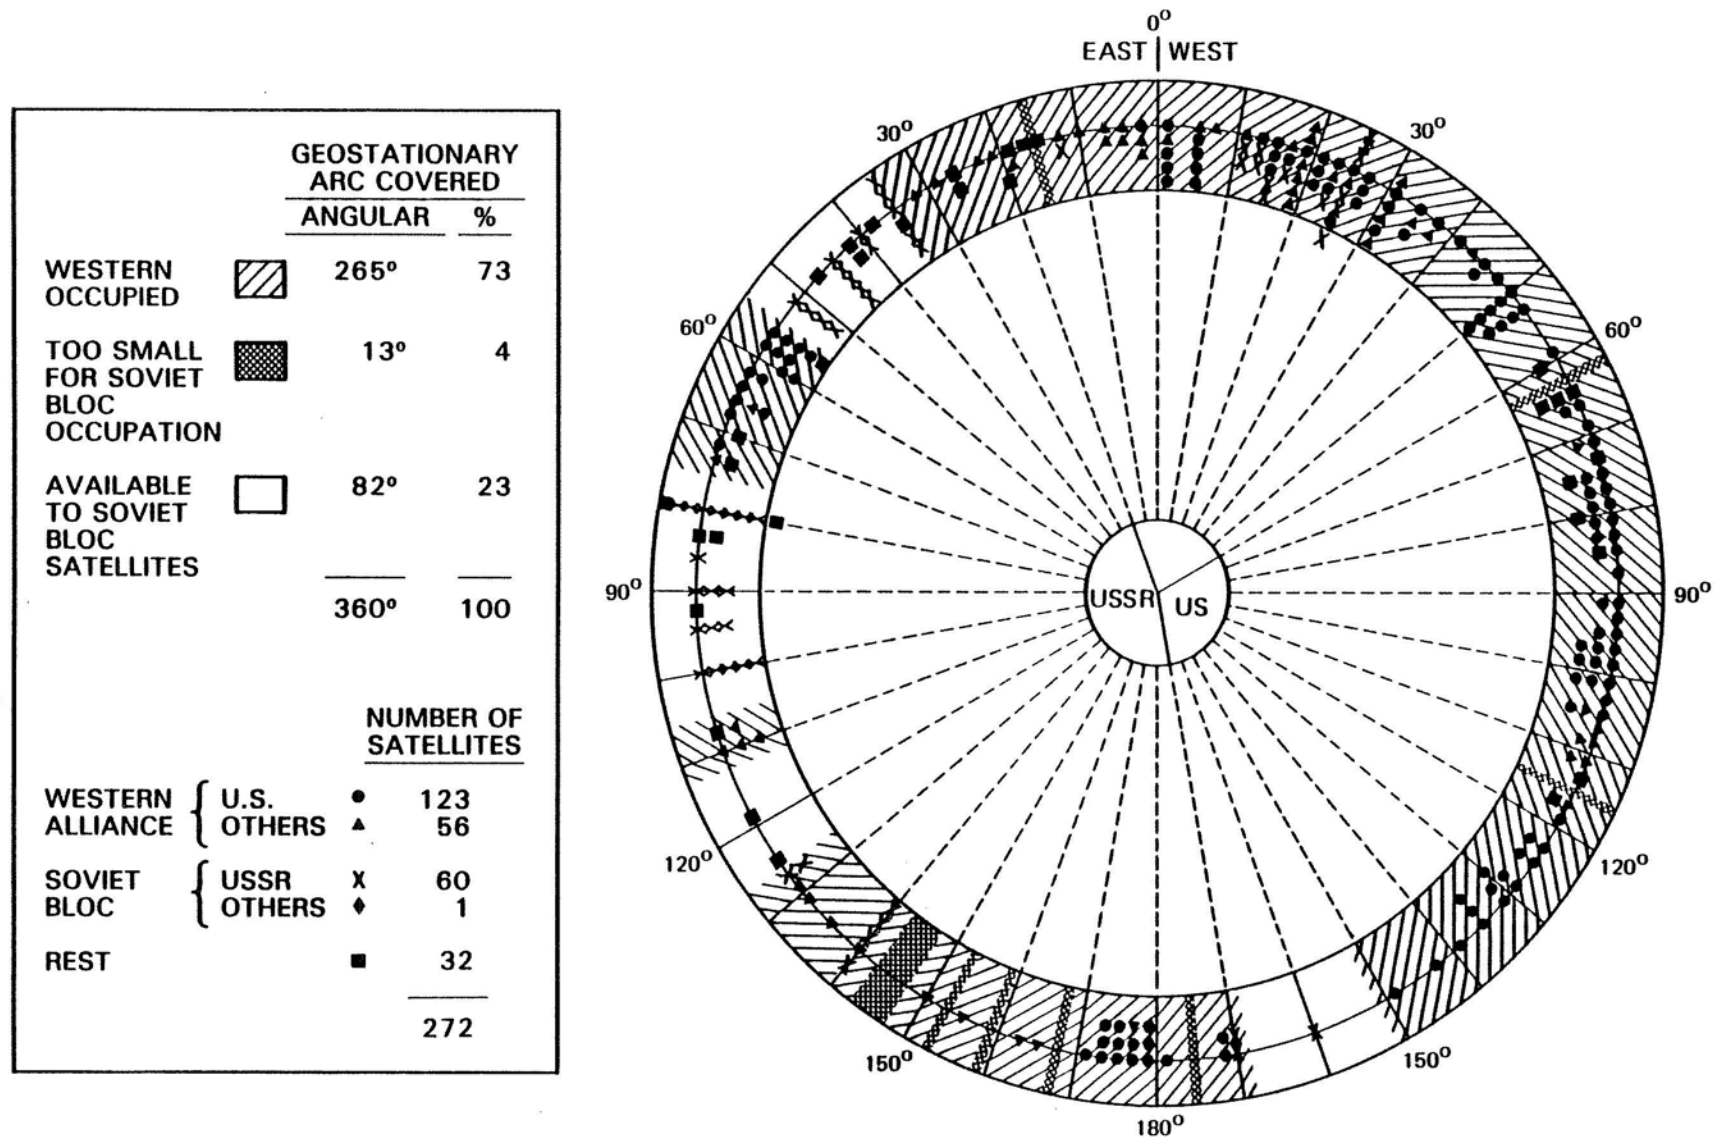 GEOSTATIONARY
ARC COVERED
ANGULAR %
WESTERN
OCCUPIED
265° 73
TOO SMALL
FOR SOVIET
BLOC
OCCUPATION
13° 4
AVAILABLE
TO SOVIET
BLOC
SATELLITES
82° 23
360° 100
NUMBER OF
SATELLITES
WESTERN
ALLIANCE
U.S. 123
OTHERS 56
SOVIET
BLOC
USSR 60
OTHERS 1
REST 32
272
0°
EAST WEST
30°
30°
60°
60°
90°
USSR US
90°
120°
120°
150°
150°
180°